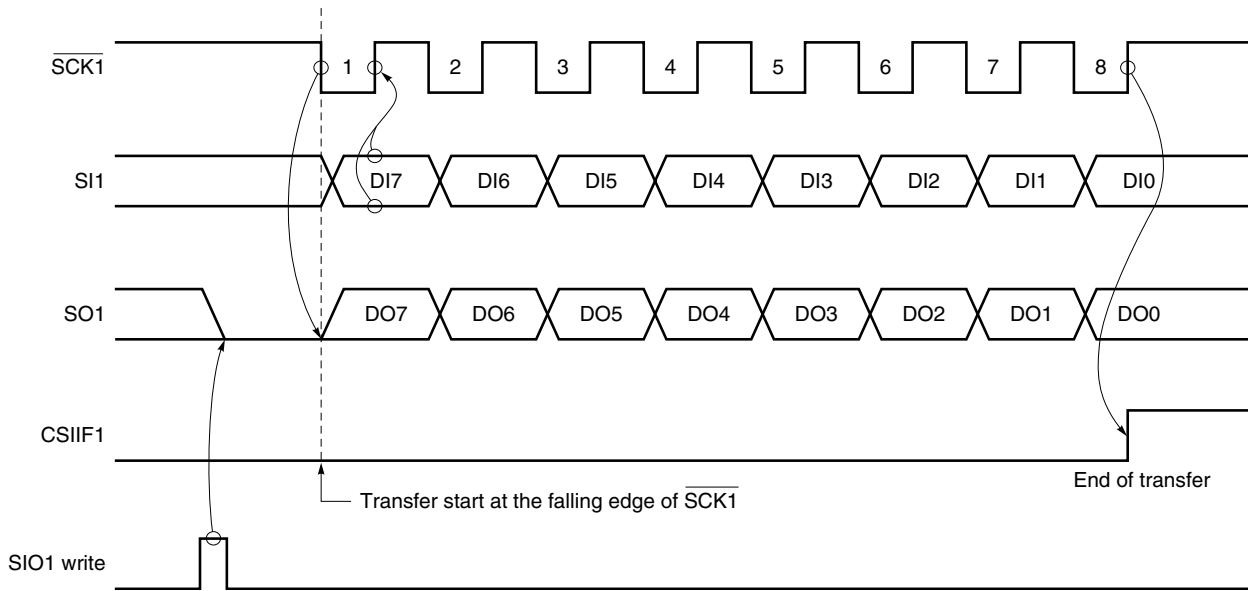 SCK1 1 2 3 4 5 6 7 8
SI1 DI7 DI6 DI5 DI4 DI3 DI2 DI1 DI0
SO1 DO7 DO6 DO5 DO4 DO3 DO2 DO1 DO0
CSIIF1
End of transfer
Transfer start at the falling edge of SCK1
SIO1 write